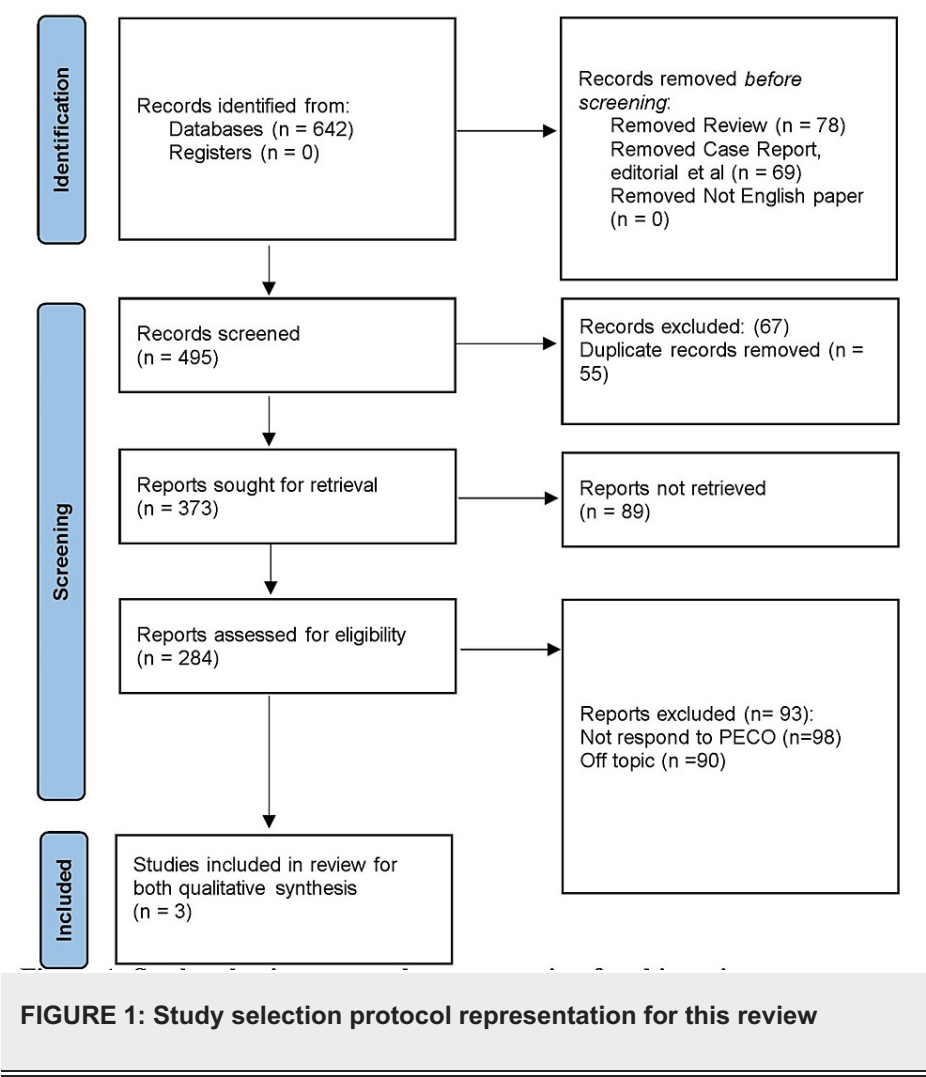 Identification
Records identified from:
Databases (n = 642)
Registers (n = 0)
Records removed before
screening:
Removed Review (n = 78)
Removed Case Report,
editorial et al (n = 69)
Removed Not English paper
(n = 0)
Screening
Records screened
(n = 495)
Records excluded: (67)
Duplicate records removed (n =
55)
Reports sought for retrieval
(n = 373)
Reports not retrieved
(n = 89)
Reports assessed for eligibility
(n = 284)
Reports excluded (n= 93):
Not respond to PECO (n=98)
Off topic (n =90)
Included
Studies included in review for
both qualitative synthesis
(n = 3)
FIGURE 1: Study selection protocol representation for this review